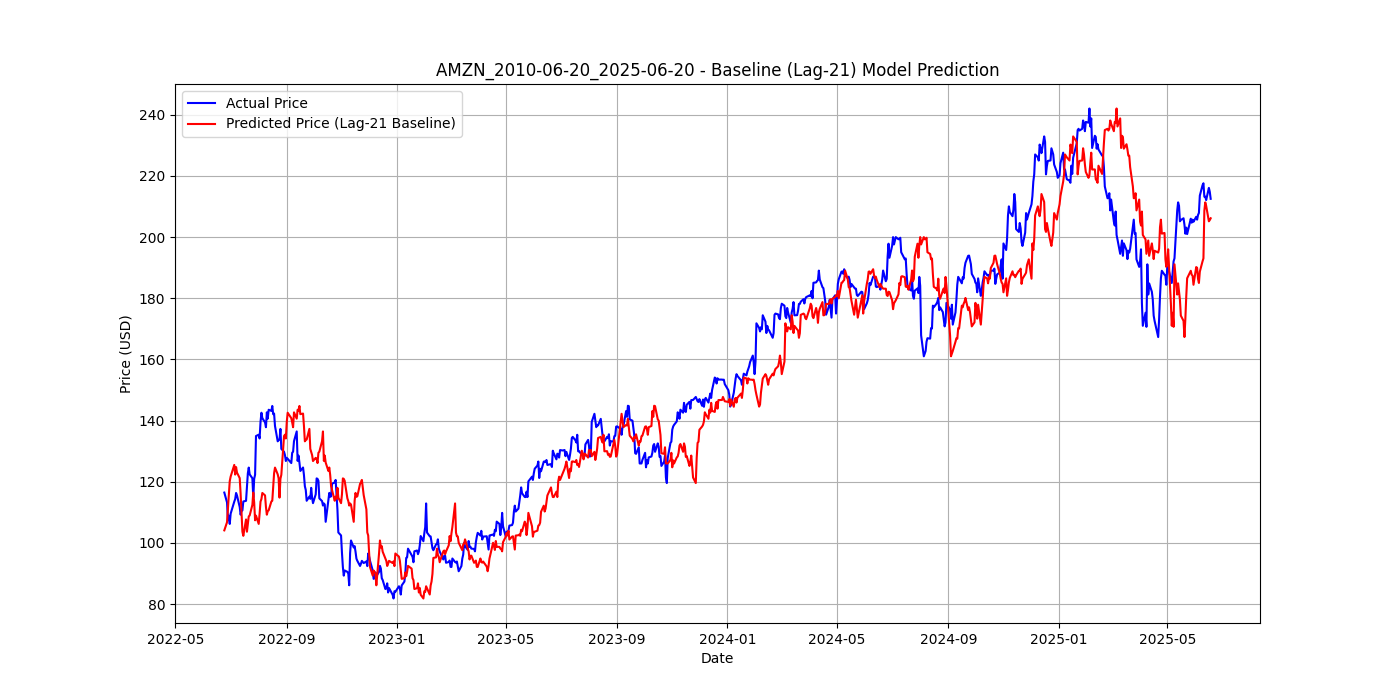 AMZN_2010-06-20_2025-06-20 - Baseline (Lag-21) Model Prediction
Actual Price
Predicted Price (Lag-21 Baseline)
Price (USD)
240
220
200
180
160
140
120
100
80
2022-05 2022-09 2023-01 2023-05 2023-09 2024-01 2024-05 2024-09 2025-01 2025-05
Date